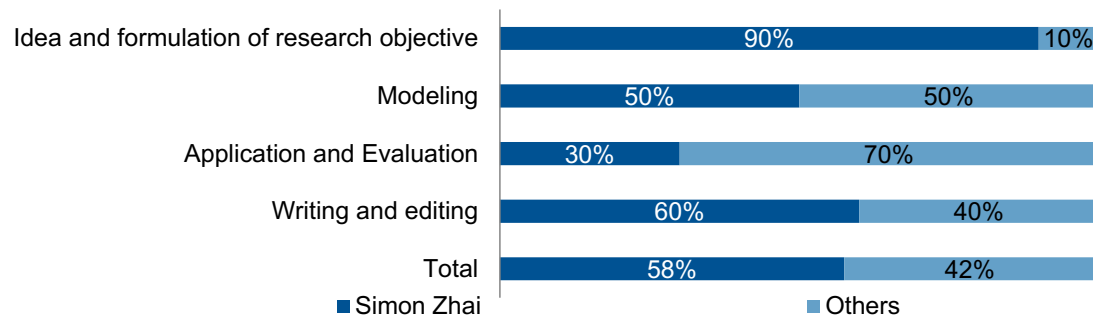 Idea and formulation of research objective 90% 10%
Modeling 50% 50%
Application and Evaluation 30% 70%
Writing and editing 60% 40%
Total 58% 42%
Simon Zhai Others